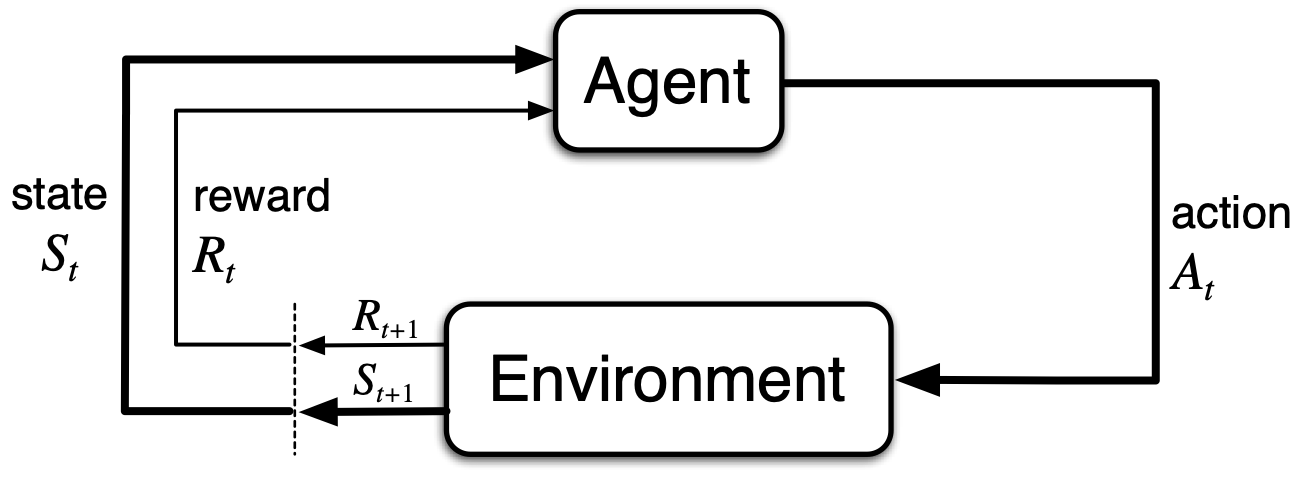 Agent
state
S_t
reward
R_t
action
A_t
R_{t+1}
S_{t+1}
Environment